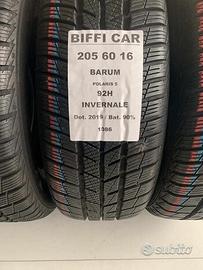 BIFFI CAR
205 60 16
BARUM
POLARIS 5
92H
INVERNALE
Dot. 2019 / Bat. 90%
1386
subito